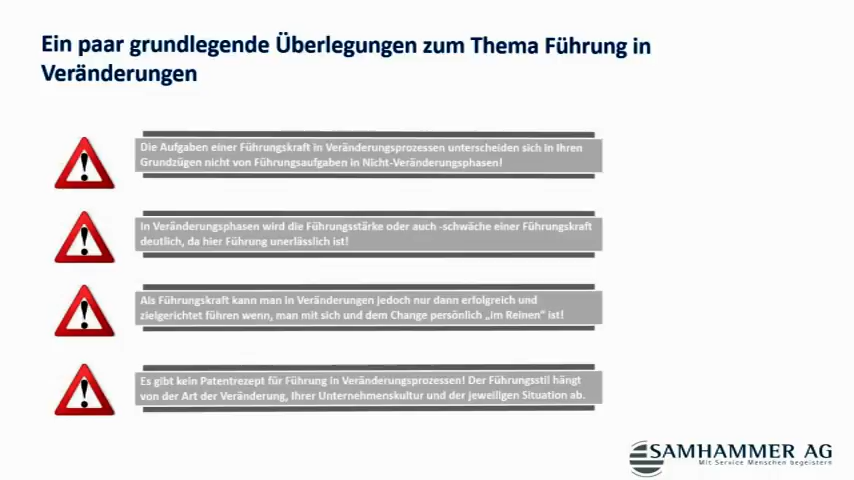 Ein paar grundlegende Überlegungen zum Thema Führung in
Veränderungen
Die Aufgaben einer Führungskraft in Veränderungsprozessen unterscheiden sich in Ihren
Grundzügen nicht von Führungsaufgaben in Nicht-Veränderungsphasen!
In Veränderungsphasen wird die Führungsstärke oder auch -schwäche einer Führungskraft
deutlich, da hier Führung unerlässlich ist!
Als Führungskraft kann man in Veränderungen jedoch nur dann erfolgreich und
zielgerichtet führen wenn, man mit sich und dem Change persönlich „im Reinen“ ist!
Es gibt kein Patentrezept für Führung in Veränderungsprozessen! Der Führungsstil hängt
von der Art der Veränderung, Ihrer Unternehmenskultur und der jeweiligen Situation ab.
SAMHAMMER AG
Mit Service Menschen begeistern